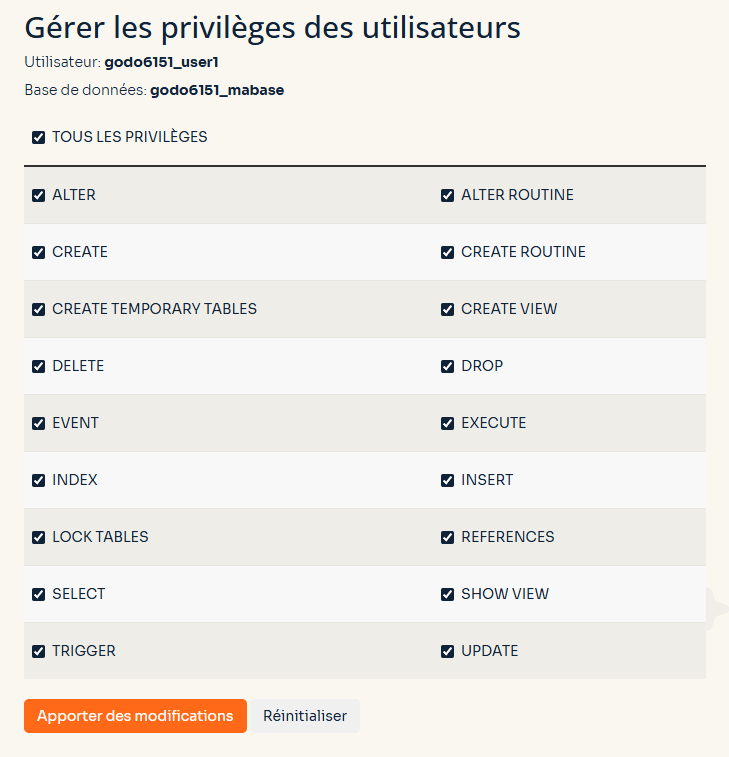 Gérer les privilèges des utilisateurs
Utilisateur: godo6151_user1
Base de données: godo6151_mabase
TOUS LES PRIVILÈGES
ALTER
ALTER ROUTINE
CREATE
CREATE ROUTINE
CREATE TEMPORARY TABLES
CREATE VIEW
DELETE
DROP
EVENT
EXECUTE
INDEX
INSERT
LOCK TABLES
REFERENCES
SELECT
SHOW VIEW
TRIGGER
UPDATE
Apporter des modifications
Réinitialiser